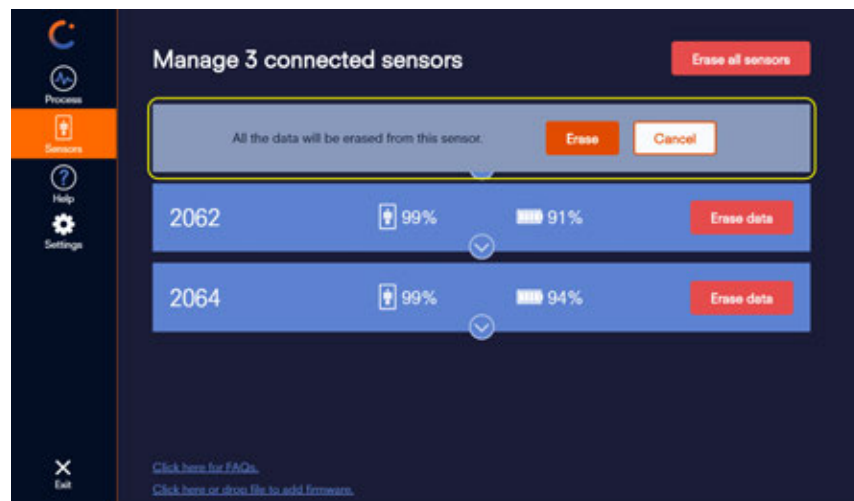 Manage 3 connected sensors
Erase all sensors
Process
All the data will be erased from this sensor.
Erase
Cancel
Sensors
Help
2062
99%
91%
Erase data
Settings
2064
99%
94%
Erase data
Exit
Click here for FAQs.
Click here or drop file to add firmware.